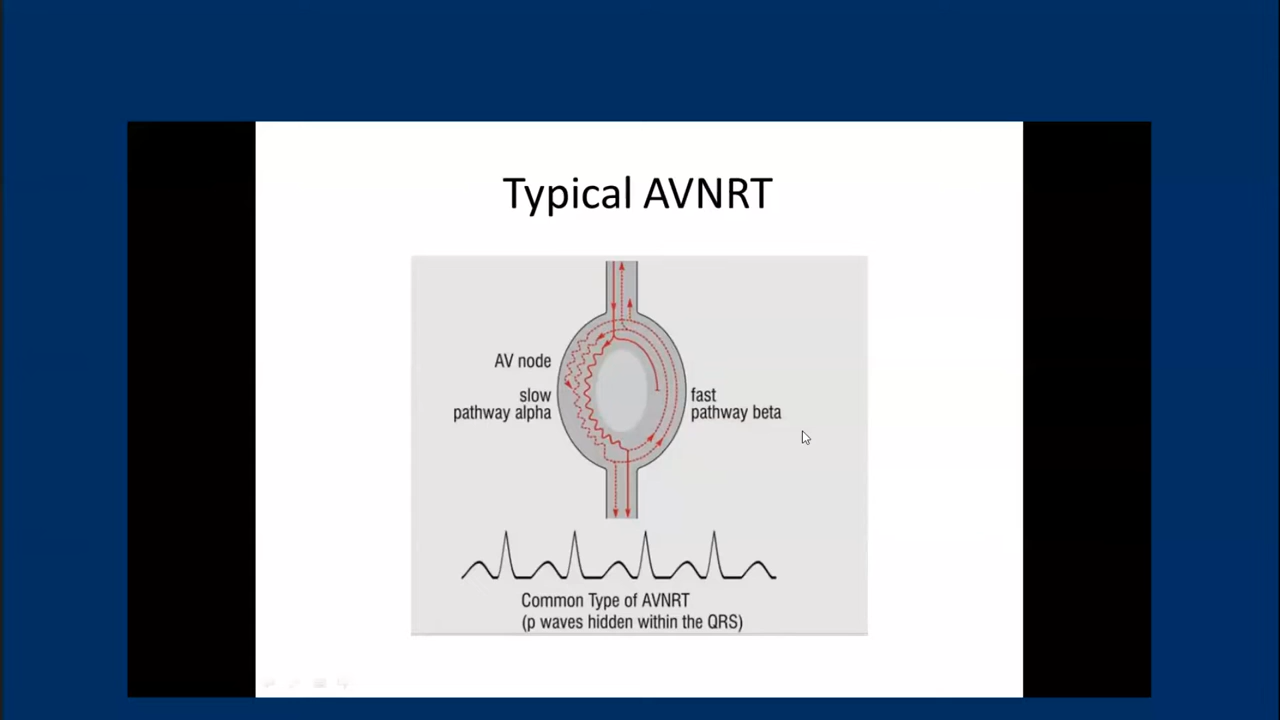 Typical AVNRT
AV node
slow
pathway alpha
fast
pathway beta
Common Type of AVNRT
(p waves hidden within the QRS)